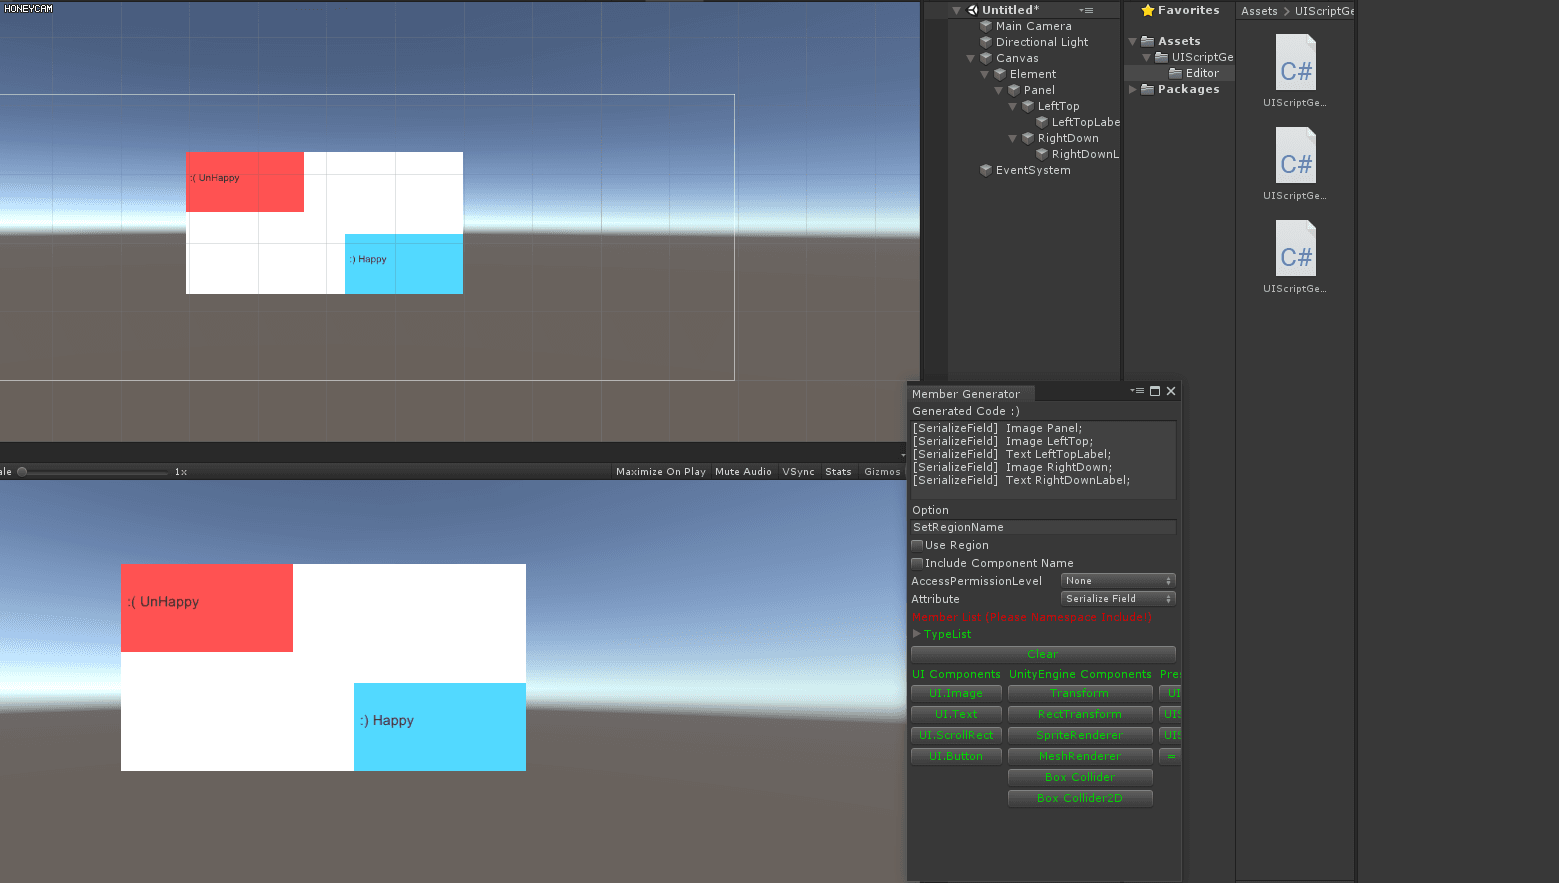 HONEYCAM
:( UnHappy
:) Happy
1x
Maximize On Play
Mute Audio
VSync
Stats
Gizmos
:( UnHappy
:) Happy
Untitled*
Main Camera
Directional Light
Canvas
Element
Panel
LeftTop
LeftTopLabe
RightDown
RightDownL
EventSystem
Favorites
Assets
UIScriptGe
Editor
Packages
Assets > UIScriptGe
C#
UIScriptGe...
C#
UIScriptGe...
C#
UIScriptGe...
Member Generator
Generated Code :)
[SerializeField] Image Panel;
[SerializeField] Image LeftTop;
[SerializeField] Text LeftTopLabel;
[SerializeField] Image RightDown;
[SerializeField] Text RightDownLabel;
Option
SetRegionName
Use Region
Include Component Name
AccessPermissionLevel None
Attribute Serialize Field
Member List (Please Namespace Include!)
TypeList
Clear
UI Components UnityEngine Components Pres
UI.Image Transform UI
UI.Text RectTransform UIS
UI.ScrollRect SpriteRenderer UIS
UI.Button MeshRenderer =
Box Collider
Box Collider2D